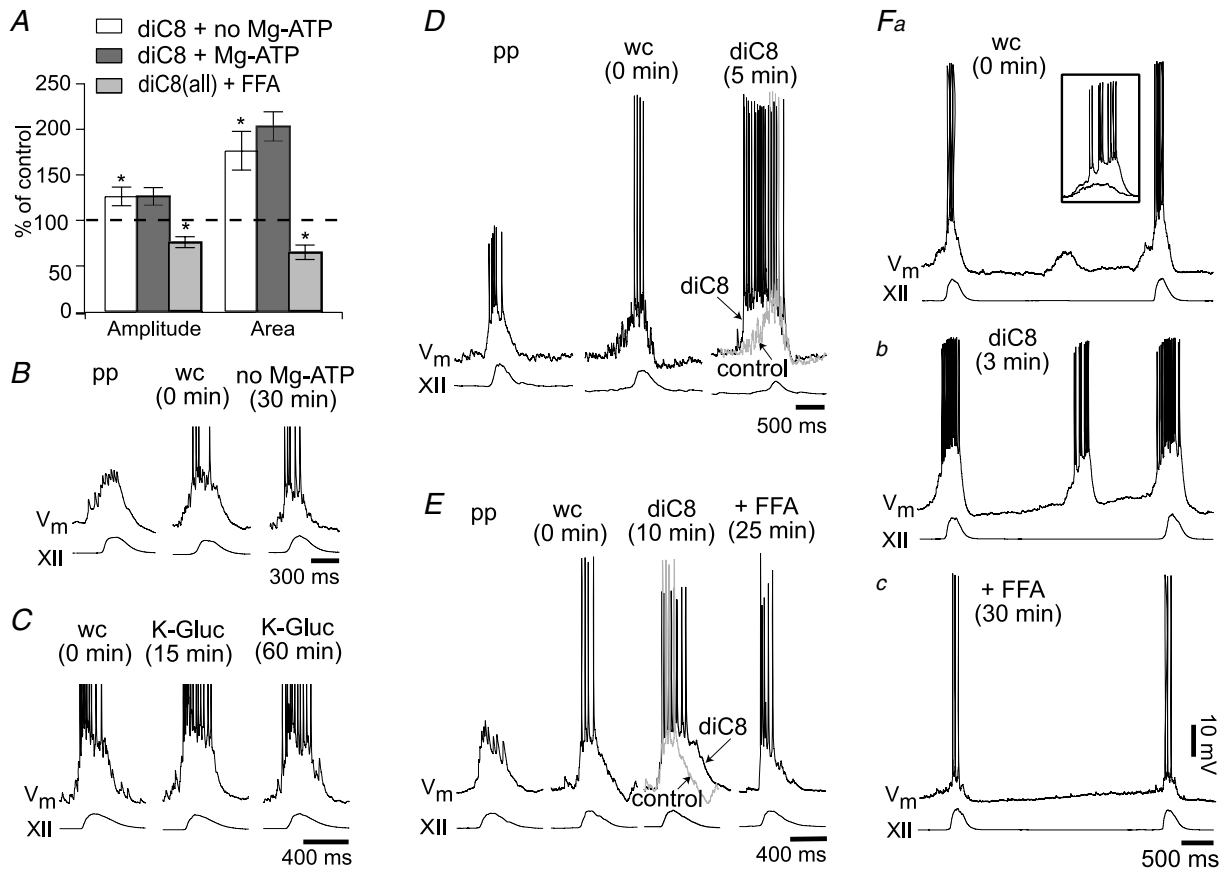 A
diC8 + no Mg-ATP
diC8 + Mg-ATP
diC8(all) + FFA
250
200
150
100
50
0
% of control
*
*
*
*
Amplitude
Area
B
pp
wc
(0 min)
no Mg-ATP
(30 min)
Vm
XII
300 ms
C
wc
(0 min)
K-Gluc
(15 min)
K-Gluc
(60 min)
Vm
XII
400 ms
D
pp
wc
(0 min)
diC8
(5 min)
diC8
control
Vm
XII
500 ms
E
pp
wc
(0 min)
diC8
(10 min)
+ FFA
(25 min)
diC8
control
Vm
XII
400 ms
Fa
wc
(0 min)
Vm
XII
b
diC8
(3 min)
Vm
XII
c
+ FFA
(30 min)
10 mV
Vm
XII
500 ms